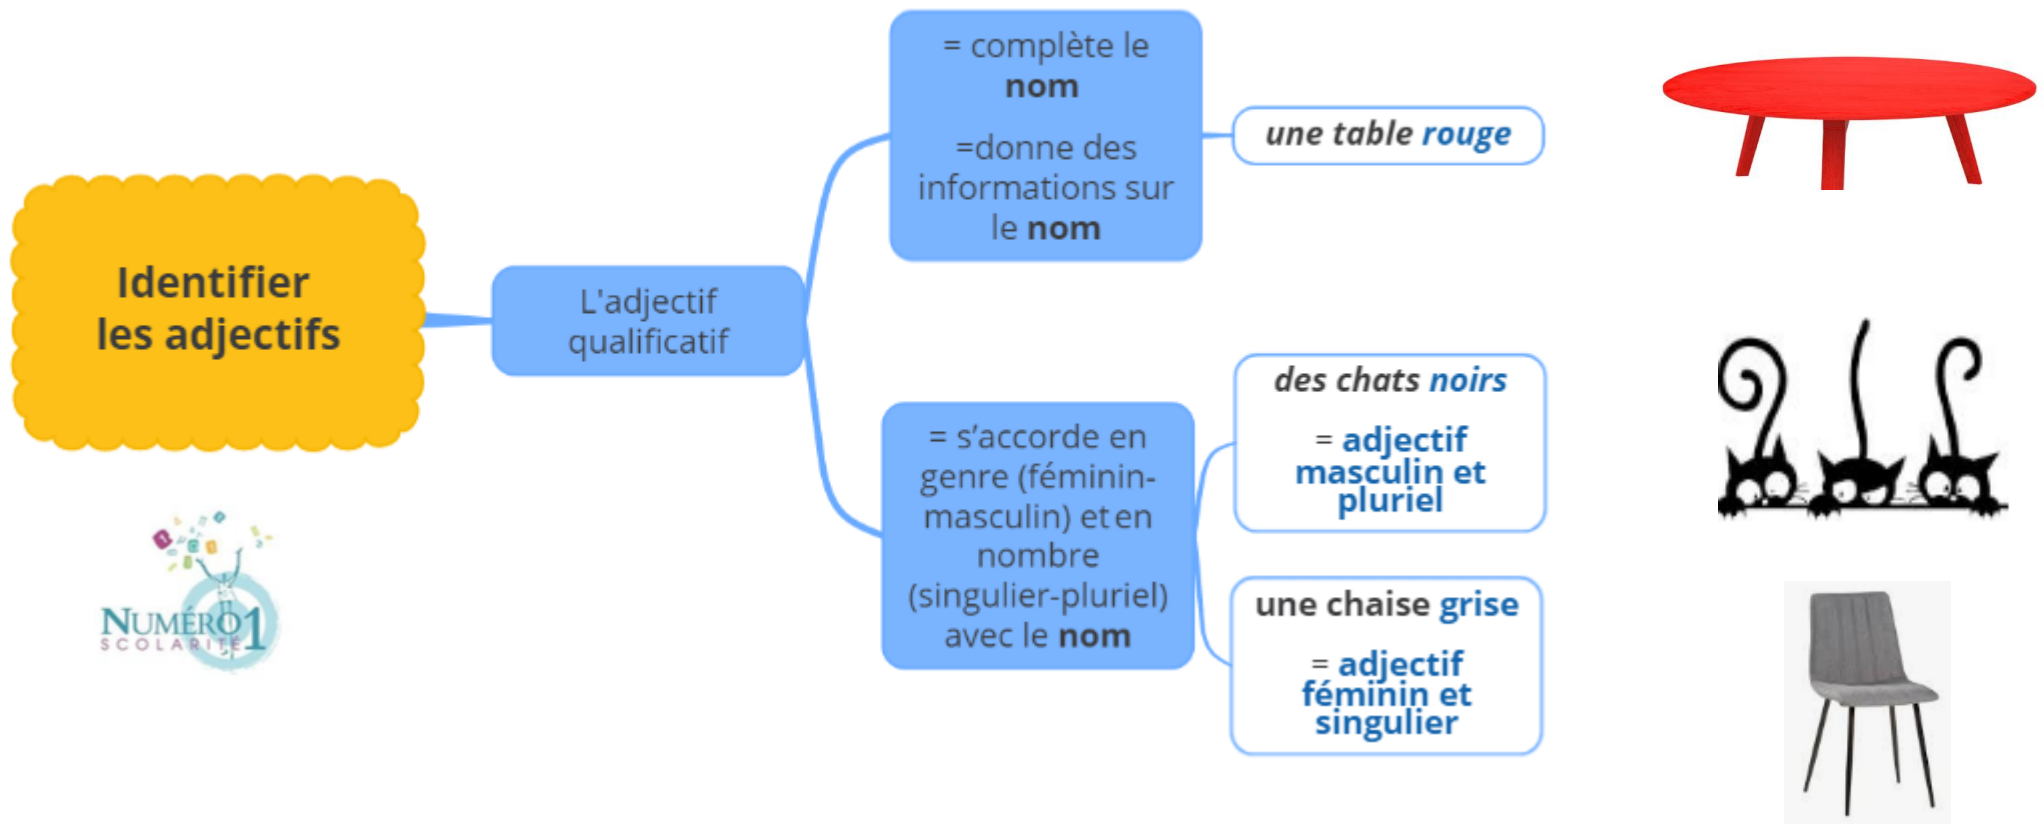 Identifier
les adjectifs
L'adjectif
qualificatif
= complète le
nom
=donne des
informations sur
le nom
une table rouge
= s’accorde en
genre (féminin-
masculin) et en
nombre
(singulier-pluriel)
avec le nom
des chats noirs
= adjectif
masculin et
pluriel
une chaise grise
= adjectif
féminin et
singulier
NUMÉRO1
SCOLARITÉ